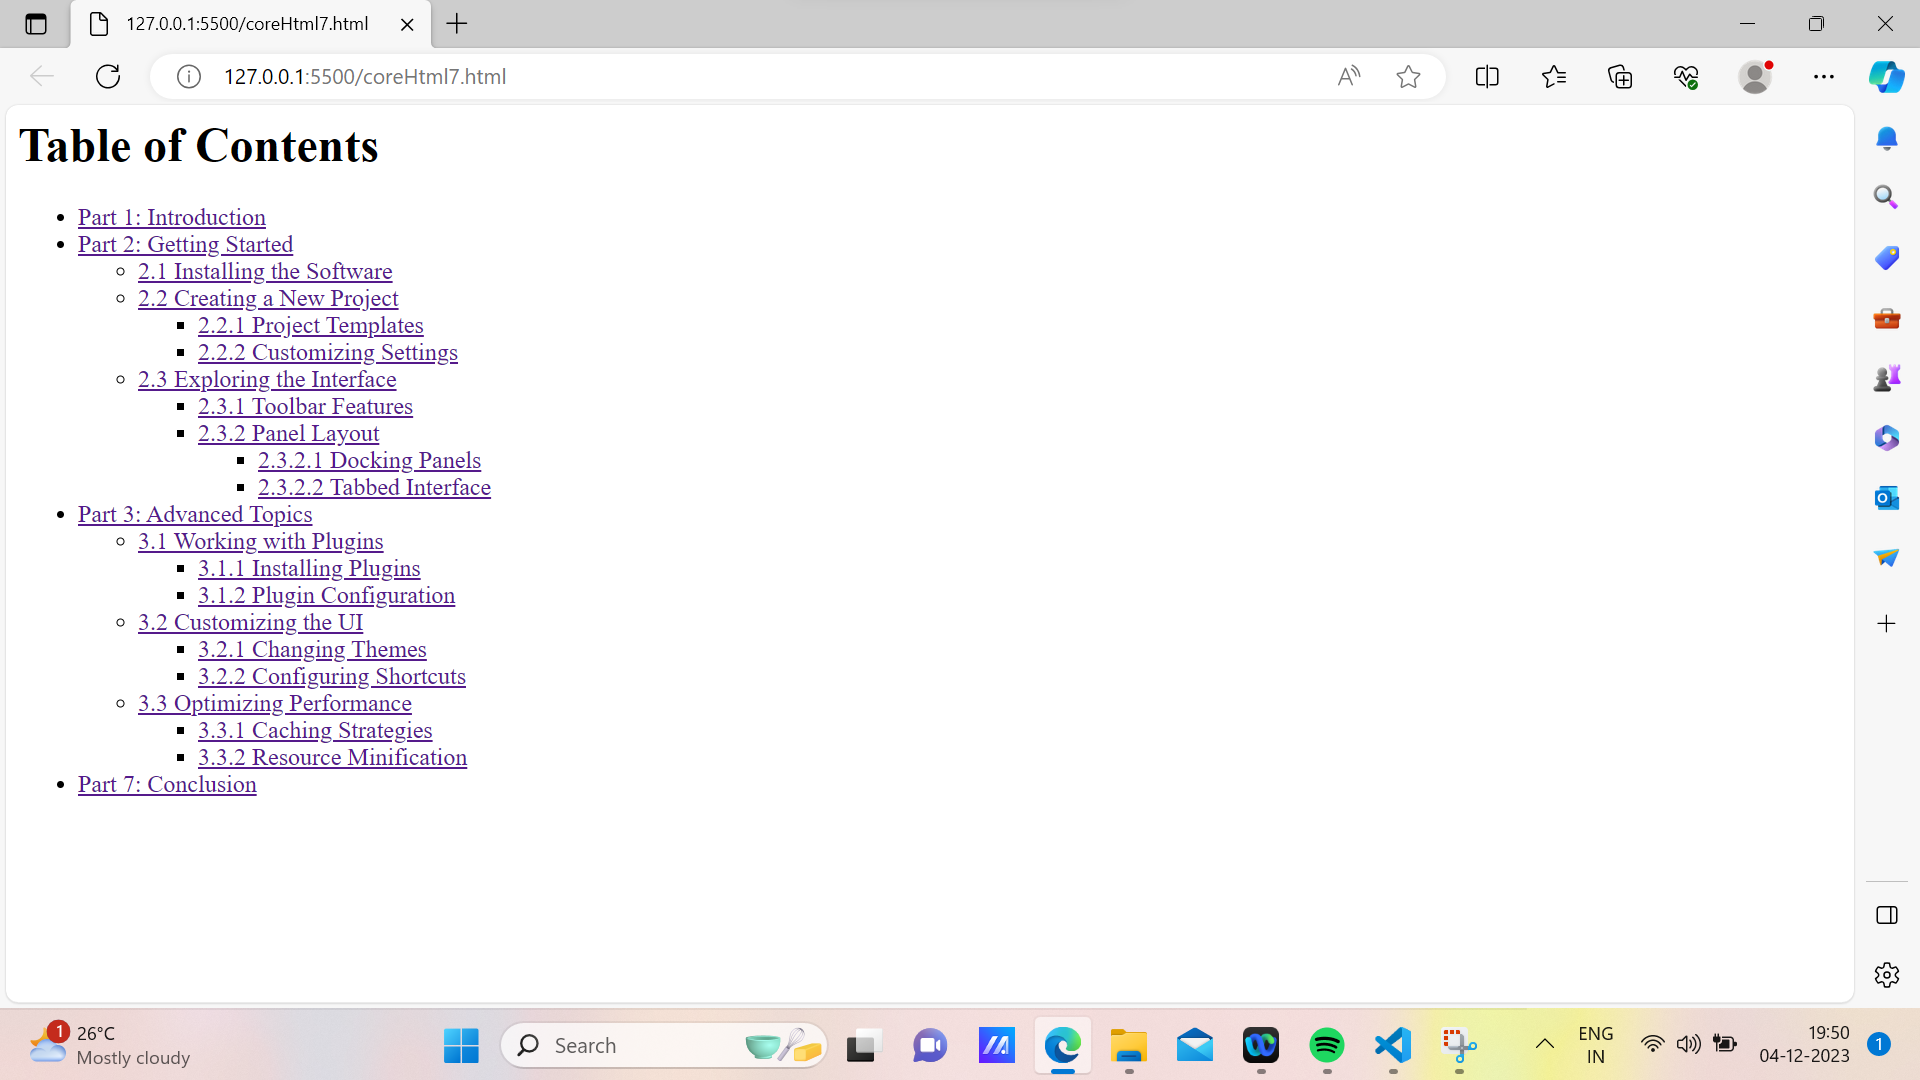 127.0.0.1:5500/coreHtml7.html
127.0.0.1:5500/coreHtml7.html
Table of Contents
Part 1: Introduction
Part 2: Getting Started
2.1 Installing the Software
2.2 Creating a New Project
2.2.1 Project Templates
2.2.2 Customizing Settings
2.3 Exploring the Interface
2.3.1 Toolbar Features
2.3.2 Panel Layout
2.3.2.1 Docking Panels
2.3.2.2 Tabbed Interface
Part 3: Advanced Topics
3.1 Working with Plugins
3.1.1 Installing Plugins
3.1.2 Plugin Configuration
3.2 Customizing the UI
3.2.1 Changing Themes
3.2.2 Configuring Shortcuts
3.3 Optimizing Performance
3.3.1 Caching Strategies
3.3.2 Resource Minification
Part 7: Conclusion
1
26°C
Mostly cloudy
Search
ENG
IN
19:50
04-12-2023
1